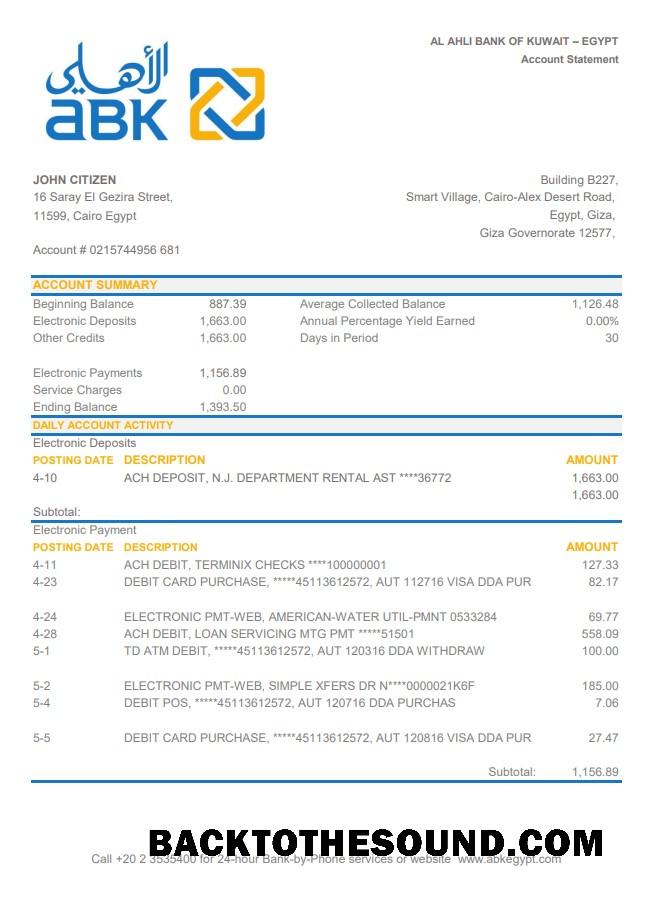 AL AHLI BANK OF KUWAIT – EGYPT
Account Statement
الأهلي
aBK
JOHN CITIZEN
16 Saray El Gezira Street,
11599, Cairo Egypt
Account # 0215744956 681
Building B227,
Smart Village, Cairo-Alex Desert Road,
Egypt, Giza,
Giza Governorate 12577,
ACCOUNT SUMMARY
Beginning Balance 887.39 Average Collected Balance 1,126.48
Electronic Deposits 1,663.00 Annual Percentage Yield Earned 0.00%
Other Credits 1,663.00 Days in Period 30
Electronic Payments 1,156.89
Service Charges 0.00
Ending Balance 1,393.50
DAILY ACCOUNT ACTIVITY
Electronic Deposits
POSTING DATE DESCRIPTION AMOUNT
4-10 ACH DEPOSIT, N.J. DEPARTMENT RENTAL AST ****36772 1,663.00
1,663.00
Subtotal:
Electronic Payment
POSTING DATE DESCRIPTION AMOUNT
4-11 ACH DEBIT, TERMINIX CHECKS ****100000001 127.33
4-23 DEBIT CARD PURCHASE, *****45113612572, AUT 112716 VISA DDA PUR 82.17
4-24 ELECTRONIC PMT-WEB, AMERICAN-WATER UTIL-PMNT 0533284 69.77
4-28 ACH DEBIT, LOAN SERVICING MTG PMT *****51501 558.09
5-1 TD ATM DEBIT, *****45113612572, AUT 120316 DDA WITHDRAW 100.00
5-2 ELECTRONIC PMT-WEB, SIMPLE XFERS DR N****0000021K6F 185.00
5-4 DEBIT POS, *****45113612572, AUT 120716 DDA PURCHAS 7.06
5-5 DEBIT CARD PURCHASE, *****45113612572, AUT 120816 VISA DDA PUR 27.47
Subtotal: 1,156.89
BACKTOTHESOUND.COM
Call +20 2 3535400 for 24-hour Bank-by-Phone services or website www.abkegypt.com